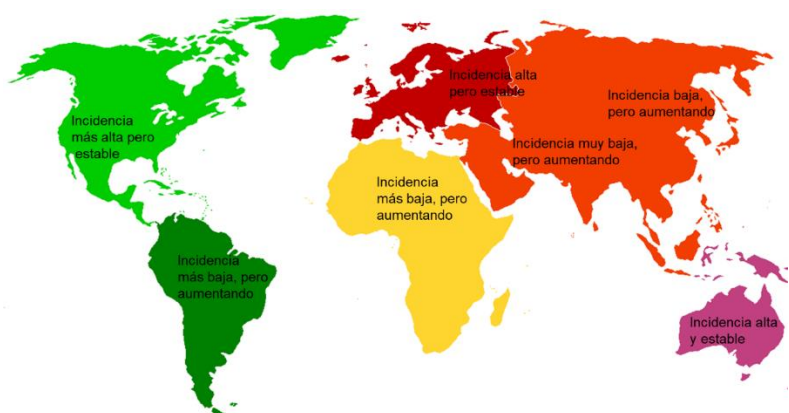 Incidencia
más alta pero
estable
Incidencia alta
pero estable
Incidencia baja,
pero aumentando
Incidencia muy baja,
pero aumentando
Incidencia
más baja, pero
aumentando
Incidencia
más baja, pero
aumentando
Incidencia alta
y estable